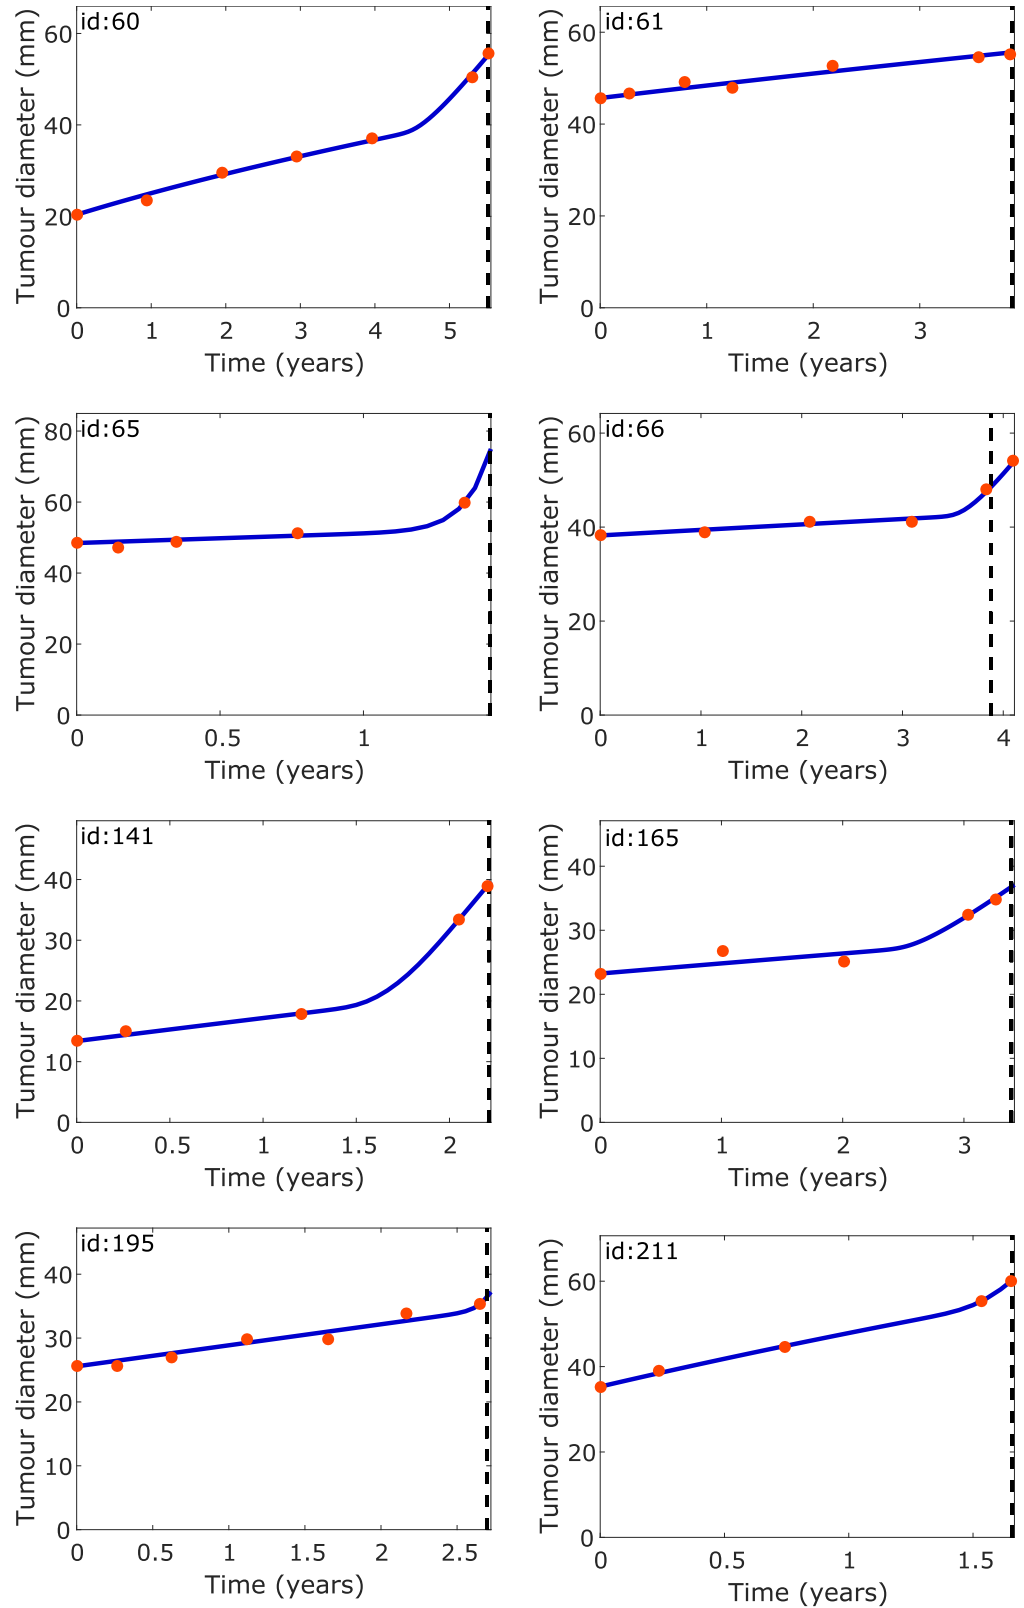 id:60
Tumour diameter (mm)
60
40
20
0
0 1 2 3 4 5
Time (years)
id:61
Tumour diameter (mm)
60
40
20
0
0 1 2 3
Time (years)
id:65
Tumour diameter (mm)
80
60
40
20
0
0 0.5 1
Time (years)
id:66
Tumour diameter (mm)
60
40
20
0
0 1 2 3 4
Time (years)
id:141
Tumour diameter (mm)
40
30
20
10
0
0 0.5 1 1.5 2
Time (years)
id:165
Tumour diameter (mm)
40
30
20
10
0
0 1 2 3
Time (years)
id:195
Tumour diameter (mm)
40
30
20
10
0
0 0.5 1 1.5 2 2.5
Time (years)
id:211
Tumour diameter (mm)
60
40
20
0
0 0.5 1 1.5
Time (years)